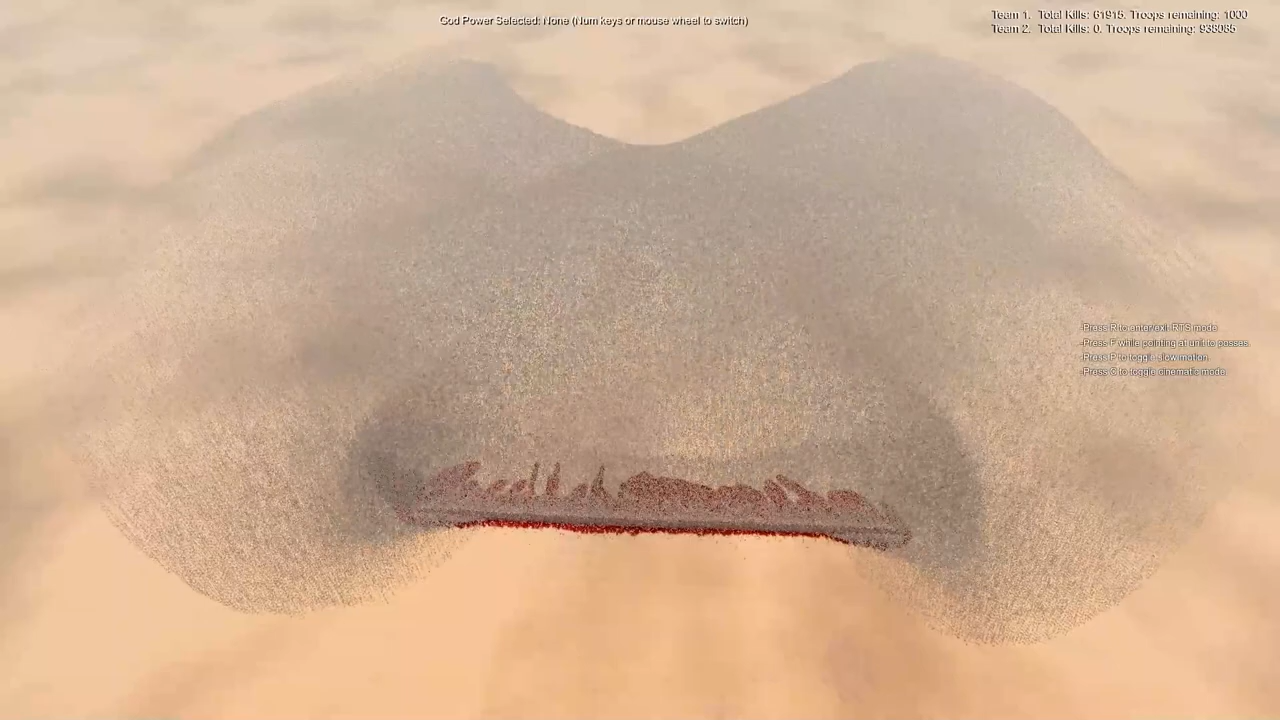 God Power Selected: None (Num keys or mouse wheel to switch)
Team 1. Total Kills: 61915. Troops remaining: 1000
Team 2. Total Kills: 0. Troops remaining: 938085
-Press R to enter/exit RTS mode
-Press F while pointing at unit to posses.
-Press P to toggle slow motion.
-Press C to toggle cinematic mode.